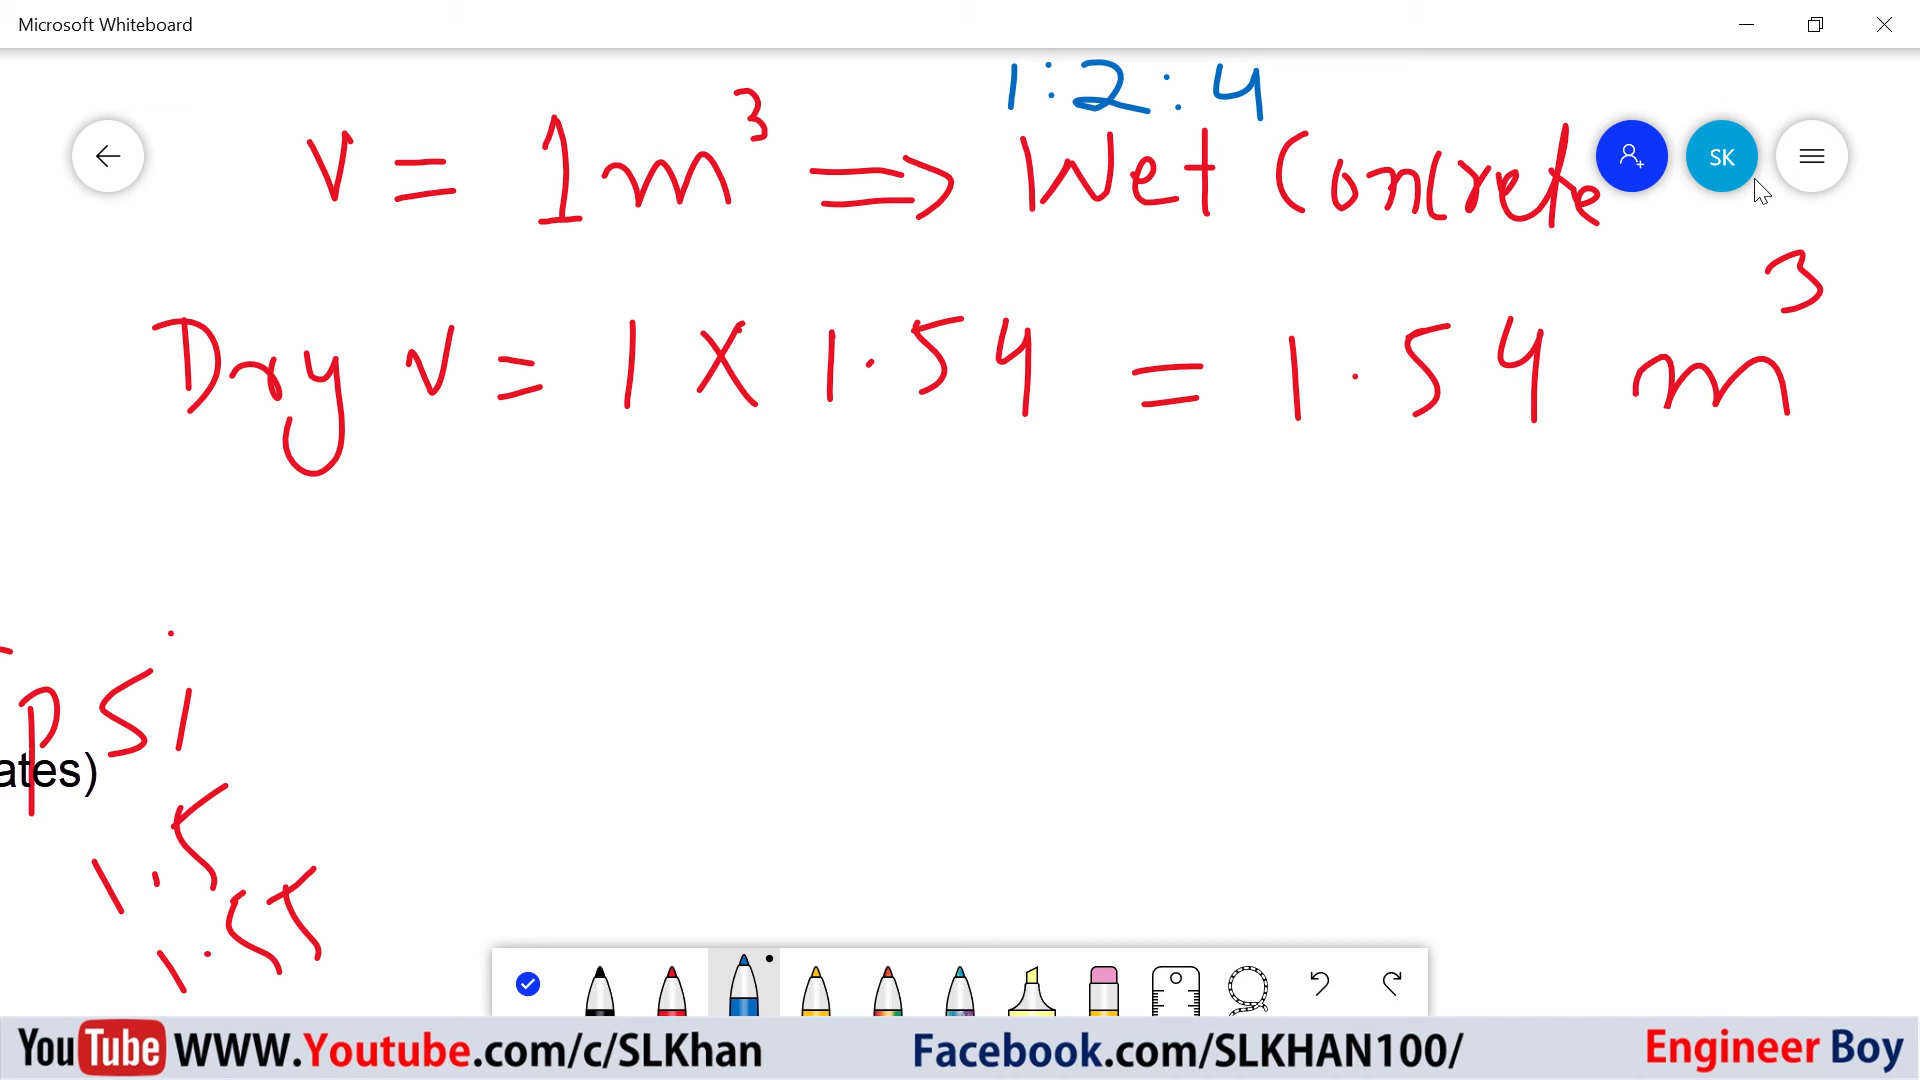 Microsoft Whiteboard
1:2:4
V = 1m³ ⇒ Wet Concrete
SK
Dry V = 1 X 1.54 = 1.54 m³
PSi
ates)
1.5
1.55
YouTube WWW.Youtube.com/c/SLKhan Facebook.com/SLKHAN100/ Engineer Boy